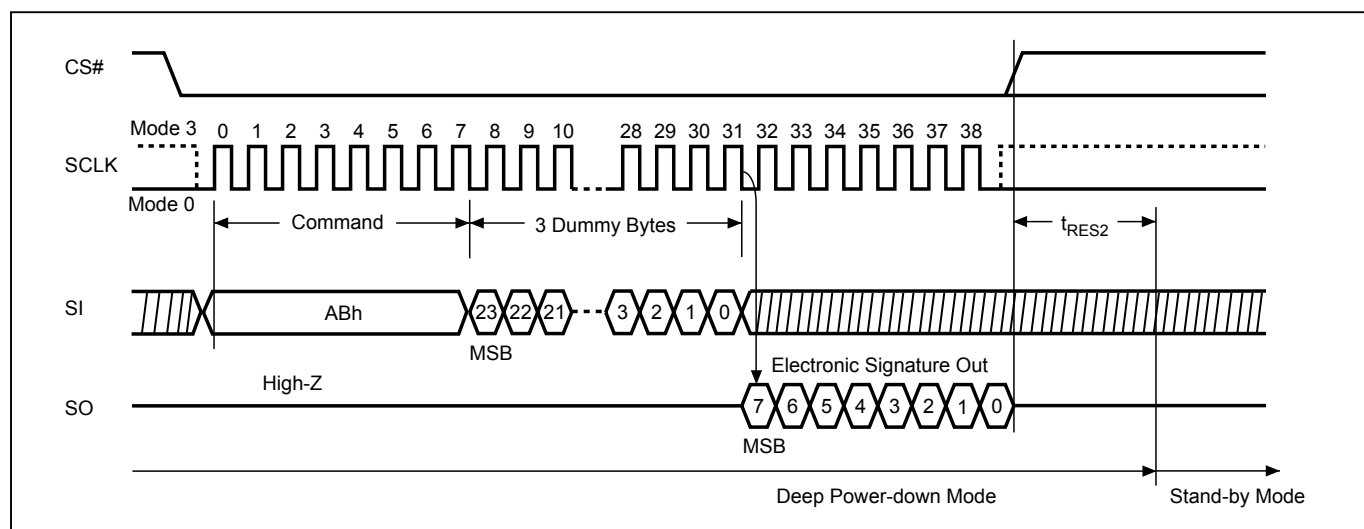 CS#
Mode 3 0 1 2 3 4 5 6 7 8 9 10 28 29 30 31 32 33 34 35 36 37 38
SCLK
Mode 0
Command 3 Dummy Bytes tRES2
SI ABh 23 22 21 3 2 1 0
MSB
Electronic Signature Out
High-Z
SO 7 6 5 4 3 2 1 0
MSB
Deep Power-down Mode Stand-by Mode